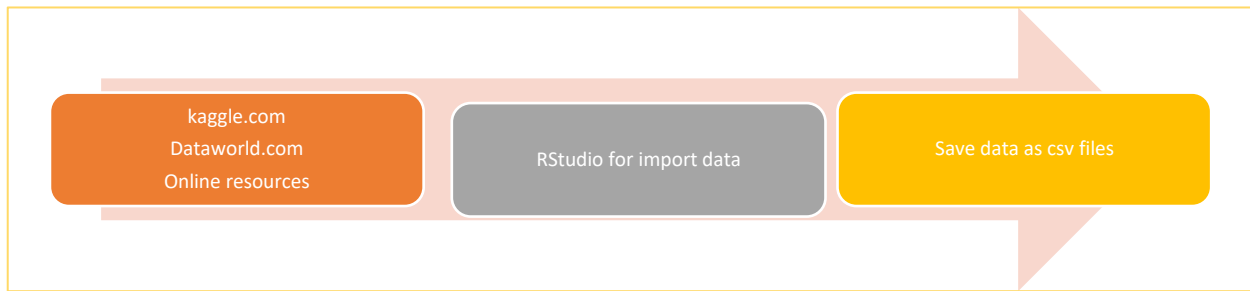 kaggle.com
Dataworld.com
Online resources
RStudio for import data
Save data as csv files